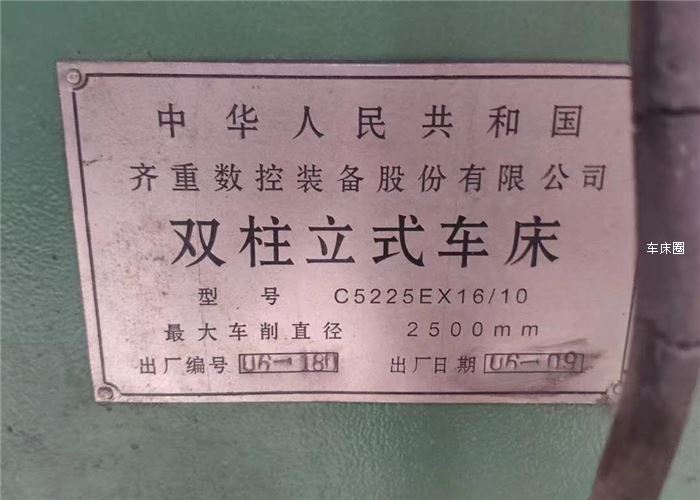 中华人民共和国
齐重数控装备股份有限公司
双柱立式车床
型号 C5225EX16/10
最大车削直径 2500mm
出厂编号 06-180 出厂日期 06-09
车床圈